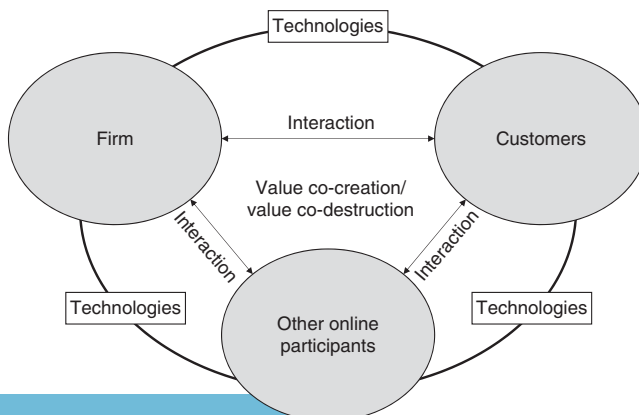 Technologies
Firm
Interaction
Customers
Value co-creation/
value co-destruction
Interaction
Interaction
Technologies
Technologies
Other online
participants